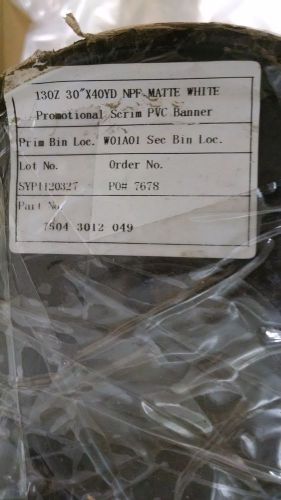 13OZ 30"X40YD NPF-MATTE WHITE
Promotional Scrim PVC Banner
Prim Bin Loc. W01A01 Sec Bin Loc.
Lot No. Order No.
SYP1120327 PO# 7678
Part No.
7504 3012 049